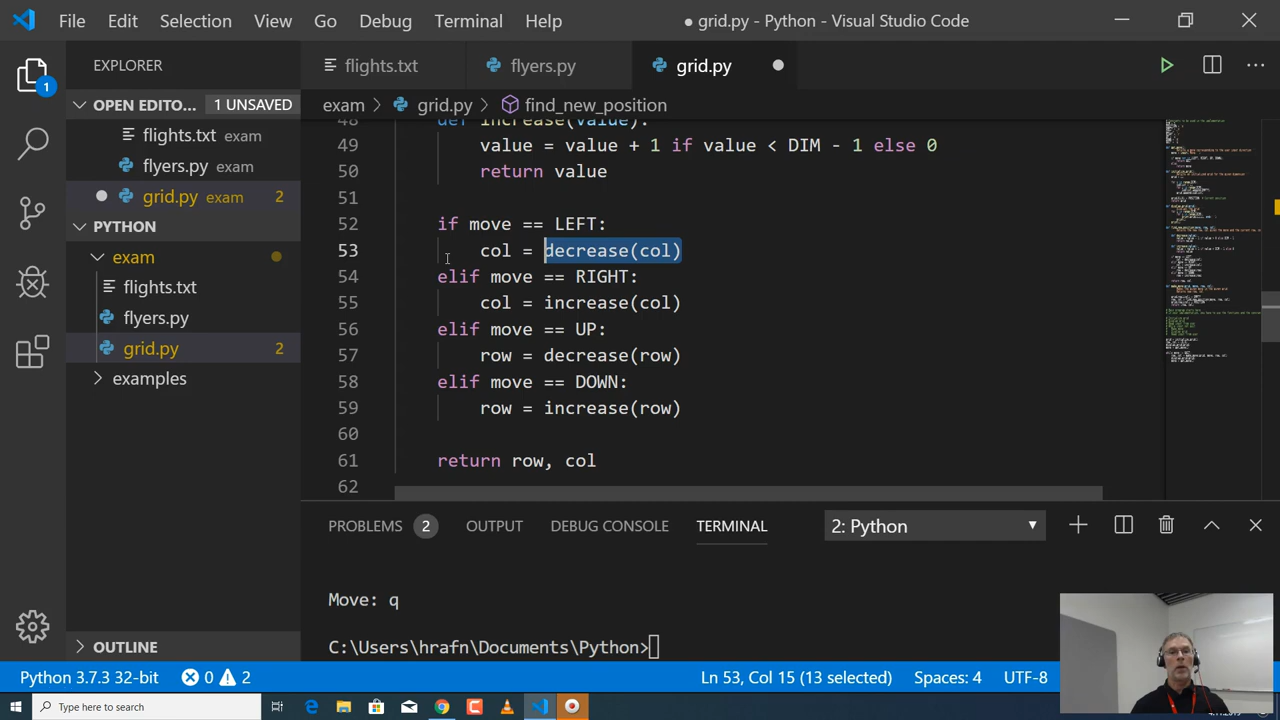 File Edit Selection View Go Debug Terminal Help ● grid.py - Python - Visual Studio Code
EXPLORER
flights.txt flyers.py grid.py
OPEN EDITO... 1 UNSAVED
exam > grid.py > find_new_position
flights.txt exam
flyers.py exam
grid.py exam 2
PYTHON
exam
flights.txt
flyers.py
grid.py 2
examples
OUTLINE
1
48 def increase(value):
49 value = value + 1 if value < DIM - 1 else 0
50 return value
51
52 if move == LEFT:
53 col = decrease(col)
54 elif move == RIGHT:
55 col = increase(col)
56 elif move == UP:
57 row = decrease(row)
58 elif move == DOWN:
59 row = increase(row)
60
61 return row, col
62
PROBLEMS 2 OUTPUT DEBUG CONSOLE TERMINAL 2: Python
Move: q
C:\Users\hrafn\Documents\Python>
Python 3.7.3 32-bit 0 2 Ln 53, Col 15 (13 selected) Spaces: 4 UTF-8
Type here to search